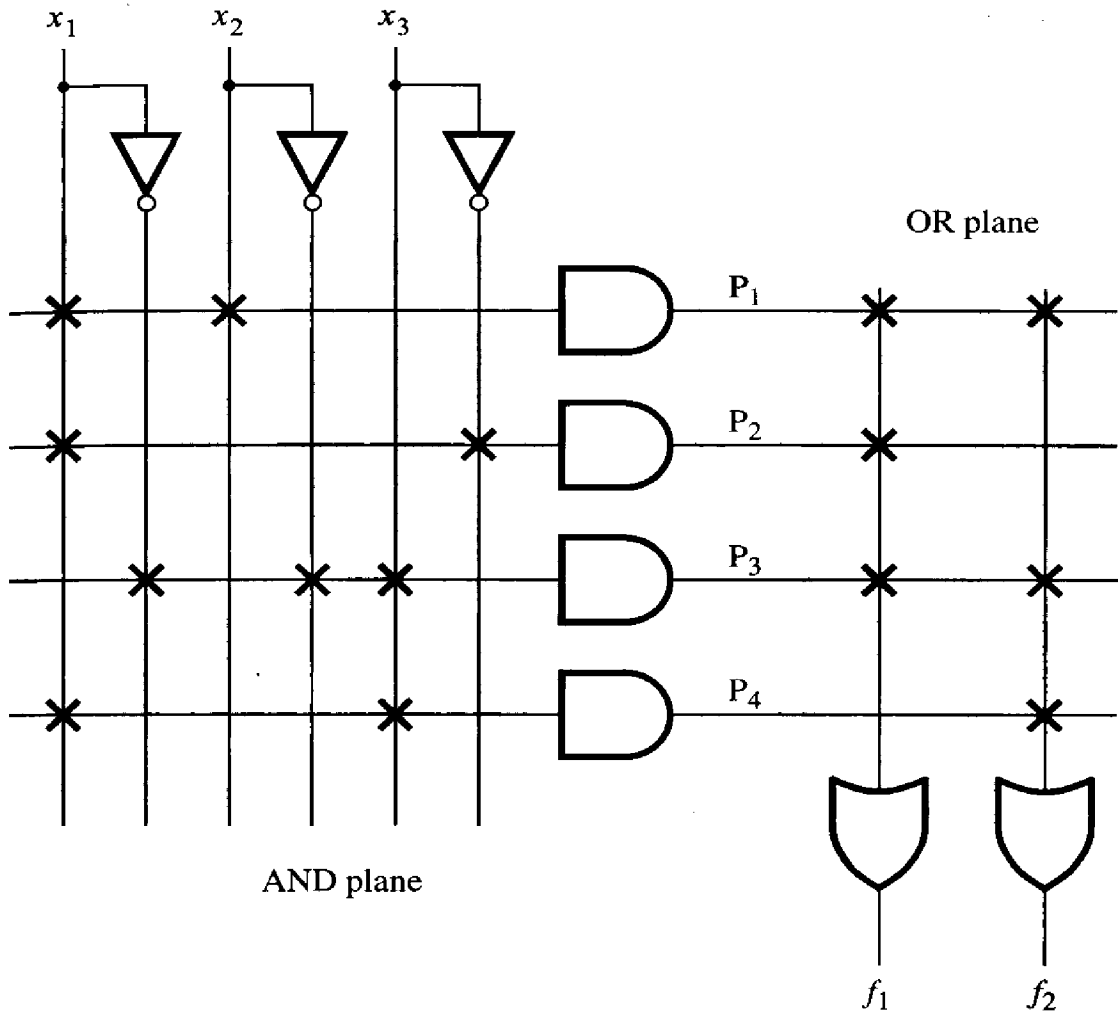 x₁ x₂ x₃
OR plane
P₁
P₂
P₃
P₄
AND plane
f₁ f₂